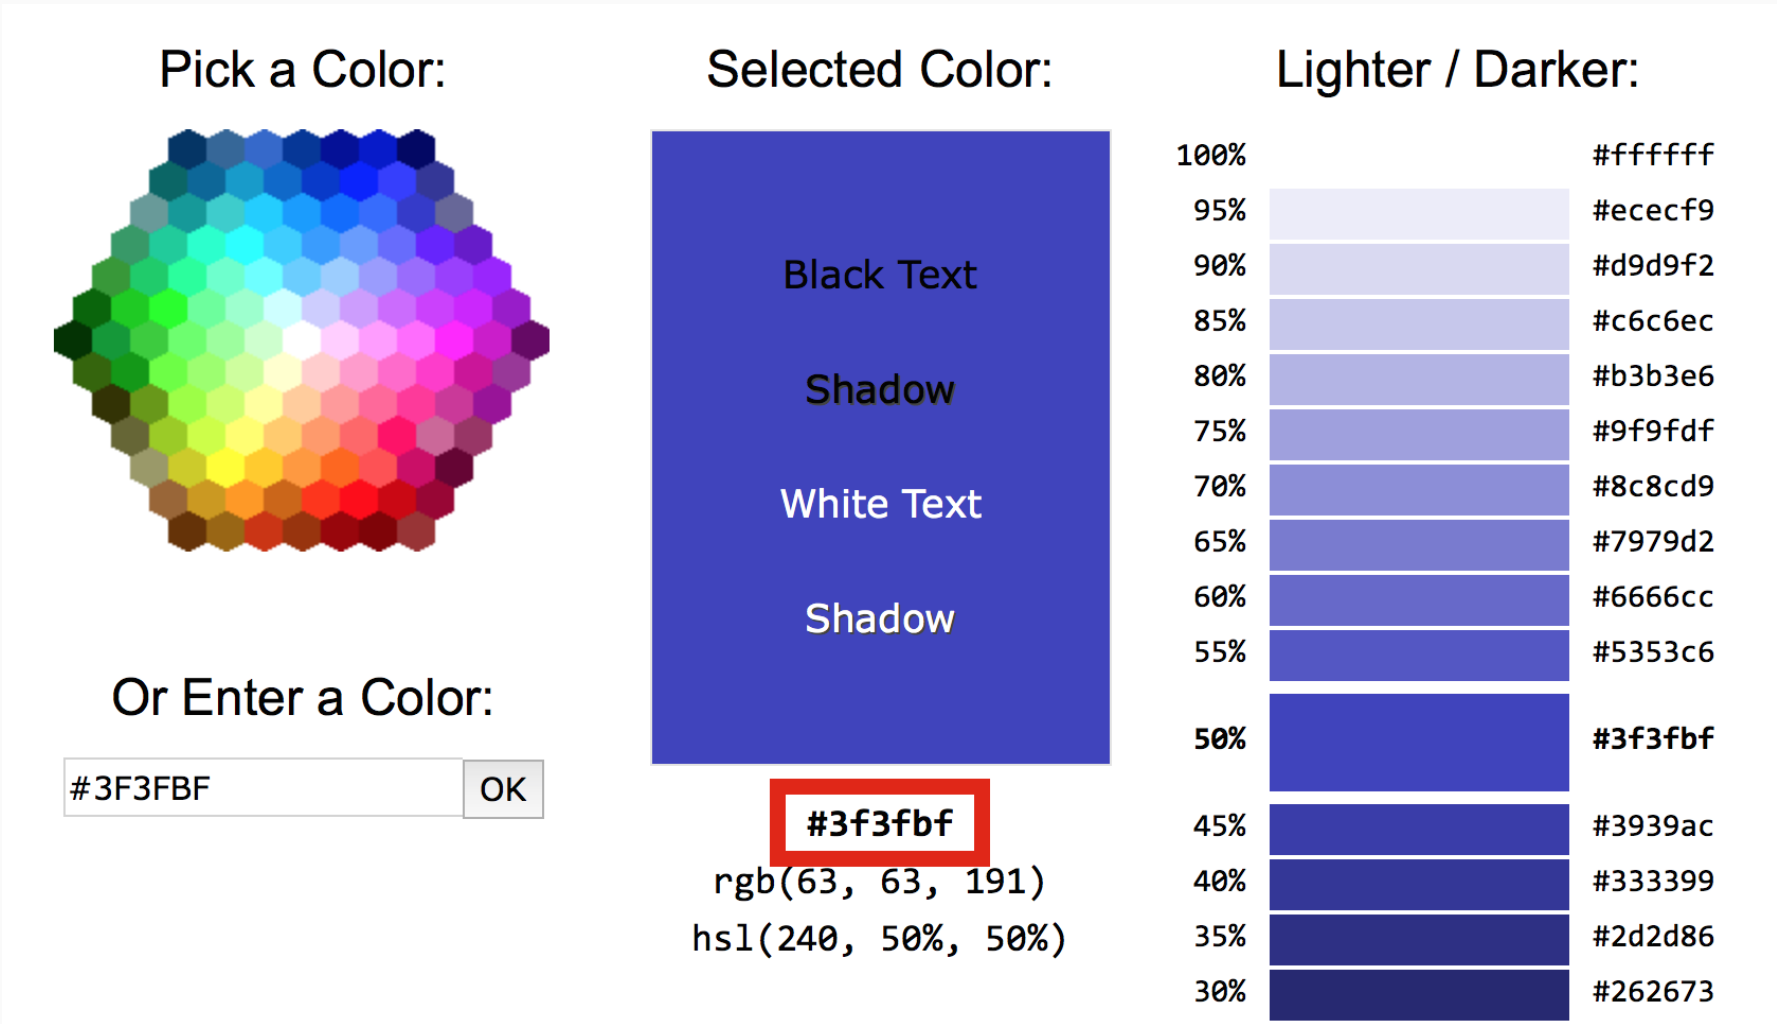 Pick a Color:
Or Enter a Color:
#3F3FBF
OK
Selected Color:
Black Text
Shadow
White Text
Shadow
#3f3fbf
rgb(63, 63, 191)
hsl(240, 50%, 50%)
Lighter / Darker:
100% #ffffff
95% #ececf9
90% #d9d9f2
85% #c6c6ec
80% #b3b3e6
75% #9f9fdf
70% #8c8cd9
65% #7979d2
60% #6666cc
55% #5353c6
50% #3f3fbf
45% #3939ac
40% #333399
35% #2d2d86
30% #262673